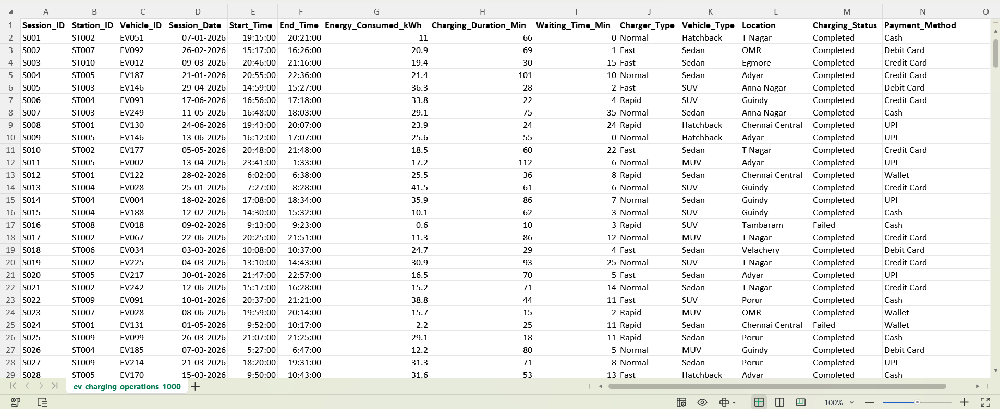 A B C D E F G H I J K L M N O
1 Session_ID Station_ID Vehicle_ID Session_Date Start_Time End_Time Energy_Consumed_kWh Charging_Duration_Min Waiting_Time_Min Charger_Type Vehicle_Type Location Charging_Status Payment_Method
2 S001 ST002 EV051 07-01-2026 19:15:00 20:21:00 11 66 0 Normal Hatchback T Nagar Completed Cash
3 S002 ST007 EV092 26-02-2026 15:17:00 16:26:00 20.9 69 1 Fast Sedan OMR Completed Debit Card
4 S003 ST010 EV012 09-03-2026 20:46:00 21:16:00 19.4 30 15 Fast Sedan Egmore Completed Credit Card
5 S004 ST005 EV187 21-01-2026 20:55:00 22:36:00 21.4 101 10 Normal Sedan Adyar Completed Credit Card
6 S005 ST003 EV146 29-04-2026 14:59:00 15:27:00 36.3 28 2 Fast SUV Anna Nagar Completed Debit Card
7 S006 ST004 EV093 17-06-2026 16:56:00 17:18:00 33.8 22 4 Rapid SUV Guindy Completed Credit Card
8 S007 ST003 EV249 11-05-2026 16:48:00 18:03:00 29.1 75 35 Normal Sedan Anna Nagar Completed Cash
9 S008 ST001 EV130 24-06-2026 19:43:00 20:07:00 23.9 24 24 Rapid Hatchback Chennai Central Completed UPI
10 S009 ST005 EV146 13-06-2026 16:12:00 17:07:00 25.6 55 0 Normal Hatchback Adyar Completed UPI
11 S010 ST002 EV177 05-05-2026 20:48:00 21:48:00 18.5 60 22 Fast Sedan T Nagar Completed Credit Card
12 S011 ST005 EV002 13-04-2026 23:41:00 1:33:00 17.2 112 6 Normal MUV Adyar Completed UPI
13 S012 ST001 EV122 28-02-2026 6:02:00 6:38:00 25.5 36 8 Rapid Sedan Chennai Central Completed Wallet
14 S013 ST004 EV028 25-01-2026 7:27:00 8:28:00 41.5 61 6 Normal SUV Guindy Completed Credit Card
15 S014 ST004 EV004 18-02-2026 17:08:00 18:34:00 35.9 86 7 Normal Sedan Guindy Completed UPI
16 S015 ST004 EV188 12-02-2026 14:30:00 15:32:00 10.1 62 3 Normal SUV Guindy Completed Cash
17 S016 ST008 EV018 09-02-2026 9:13:00 9:23:00 0.6 10 3 Rapid SUV Tambaram Failed Cash
18 S017 ST002 EV067 22-06-2026 20:25:00 21:51:00 11.3 86 12 Normal MUV T Nagar Completed Credit Card
19 S018 ST006 EV034 03-03-2026 10:08:00 10:37:00 24.7 29 4 Fast Sedan Velachery Completed Debit Card
20 S019 ST002 EV225 04-03-2026 13:10:00 14:43:00 30.9 93 25 Normal SUV T Nagar Completed Credit Card
21 S020 ST005 EV217 30-01-2026 21:47:00 22:57:00 16.5 70 5 Fast Sedan Adyar Completed UPI
22 S021 ST002 EV242 12-06-2026 15:17:00 16:28:00 15.2 71 14 Normal Sedan T Nagar Completed Credit Card
23 S022 ST009 EV091 10-01-2026 20:37:00 21:21:00 38.8 44 11 Fast SUV Porur Completed Cash
24 S023 ST007 EV028 08-06-2026 19:59:00 20:14:00 15.7 15 2 Rapid MUV OMR Completed Wallet
25 S024 ST001 EV131 01-05-2026 9:52:00 10:17:00 2.2 25 11 Rapid Sedan Chennai Central Failed Wallet
26 S025 ST009 EV099 26-03-2026 21:07:00 21:25:00 29.1 18 11 Rapid Sedan Porur Completed Cash
27 S026 ST004 EV185 07-03-2026 5:27:00 6:47:00 12.2 80 5 Normal MUV Guindy Completed Debit Card
28 S027 ST009 EV214 21-03-2026 18:20:00 19:31:00 31.3 71 8 Normal Sedan Porur Completed UPI
29 S028 ST005 EV170 15-03-2026 9:50:00 10:43:00 31.6 53 13 Fast Hatchback Adyar Completed Cash
ev_charging_operations_1000
100%